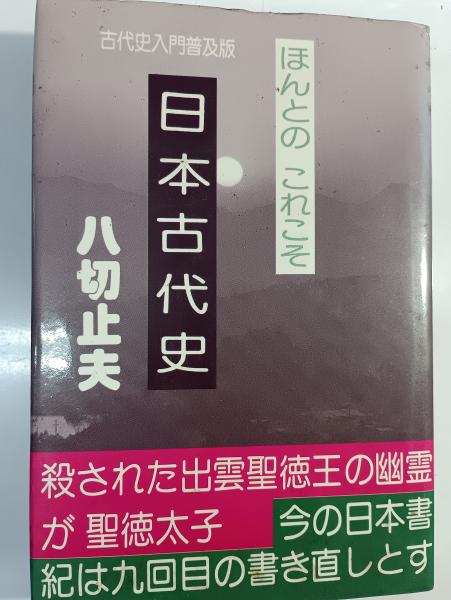 古代史入門普及版
ほんとの これこそ
日本古代史
八切止夫
殺された出雲聖徳王の幽霊
が 聖徳太子 今の日本書
紀は九回目の書き直しとす